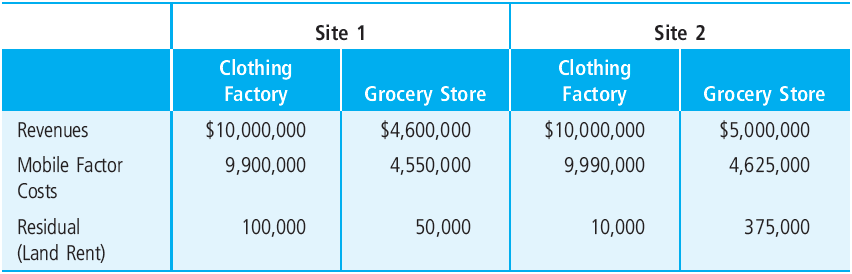 Site 1 Site 2
Clothing Factory Grocery Store Clothing Factory Grocery Store
Revenues $10,000,000 $4,600,000 $10,000,000 $5,000,000
Mobile Factor 9,900,000 4,550,000 9,990,000 4,625,000
Costs
Residual 100,000 50,000 10,000 375,000
(Land Rent)